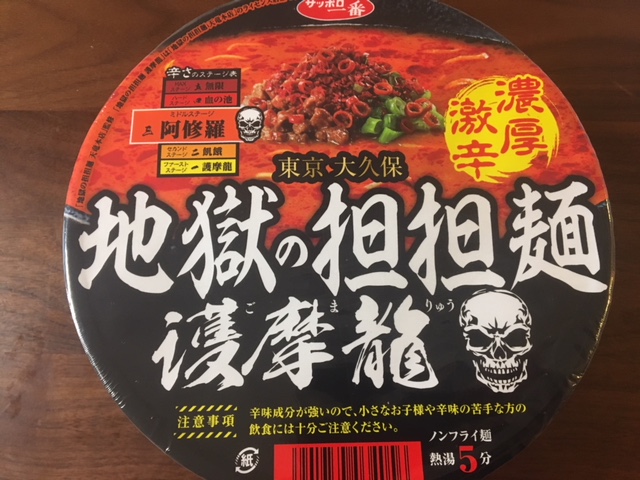 サッポロ一番
辛さのステージ表
五 無限
四 血の池
ミドルステージ
三 阿修羅
セカンドステージ 二 餓鬼
ファーストステージ 一 護摩龍
濃厚
激辛
東京・大久保
地獄の担担麺
ご ま りゅう
護摩龍
注意事項
辛味成分が強いので、小さなお子様や辛味の苦手な方の
飲食には十分ご注意ください。
紙
ノンフライ麺
熱湯5分